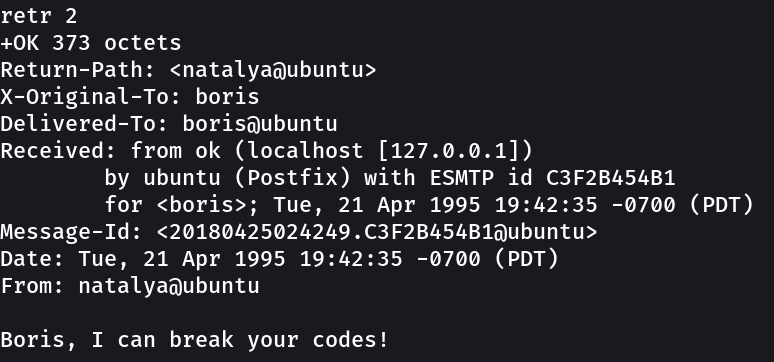 retr 2
+OK 373 octets
Return-Path: <natalya@ubuntu>
X-Original-To: boris
Delivered-To: boris@ubuntu
Received: from ok (localhost [127.0.0.1])
        by ubuntu (Postfix) with ESMTP id C3F2B454B1
        for <boris>; Tue, 21 Apr 1995 19:42:35 -0700 (PDT)
Message-Id: <20180425024249.C3F2B454B1@ubuntu>
Date: Tue, 21 Apr 1995 19:42:35 -0700 (PDT)
From: natalya@ubuntu

Boris, I can break your codes!